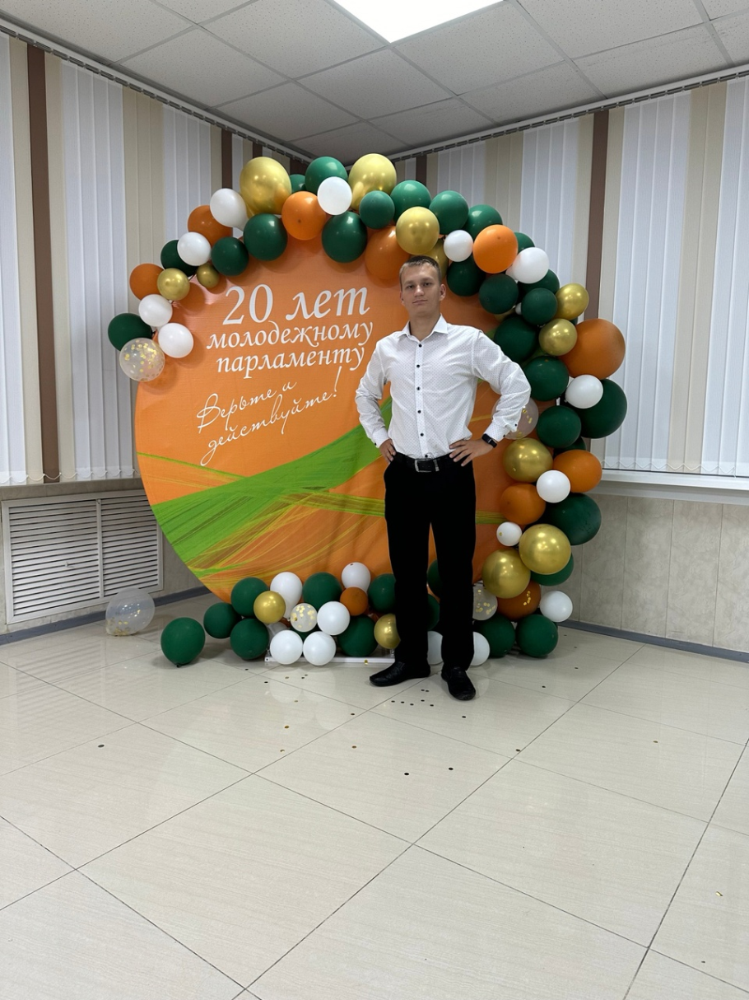 20 лет
молодежному
парламенту
Верьте и
действуйте!